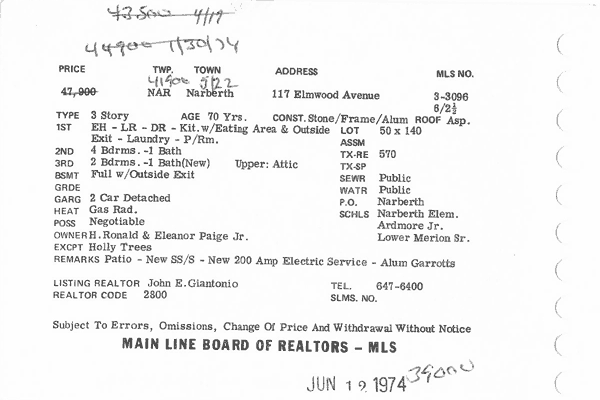 43500 4/19
44900 1/30/74
PRICE TWP. TOWN ADDRESS MLS NO.
41900 5/22
47,900 NAR Narberth 117 Elmwood Avenue 3-3096
6/2½
TYPE 3 Story AGE 70 Yrs. CONST. Stone/Frame/Alum ROOF Asp.
1ST EH - LR - DR - Kit.w/Eating Area & Outside LOT 50 x 140
Exit - Laundry - P/Rm. ASSM
2ND 4 Bdrms. -1 Bath TX-RE 570
3RD 2 Bdrms. -1 Bath(New) Upper: Attic TX-SP
BSMT Full w/Outside Exit SEWR Public
GRDE WATR Public
GARG 2 Car Detached P.O. Narberth
HEAT Gas Rad. SCHLS Narberth Elem.
POSS Negotiable Ardmore Jr.
OWNER H. Ronald & Eleanor Paige Jr. Lower Merion Sr.
EXCPT Holly Trees
REMARKS Patio - New SS/S - New 200 Amp Electric Service - Alum Garrotts
LISTING REALTOR John E. Giantonio TEL. 647-6400
REALTOR CODE 2800 SLMS. NO.
Subject To Errors, Omissions, Change Of Price And Withdrawal Without Notice
MAIN LINE BOARD OF REALTORS - MLS
JUN 12 1974 39000